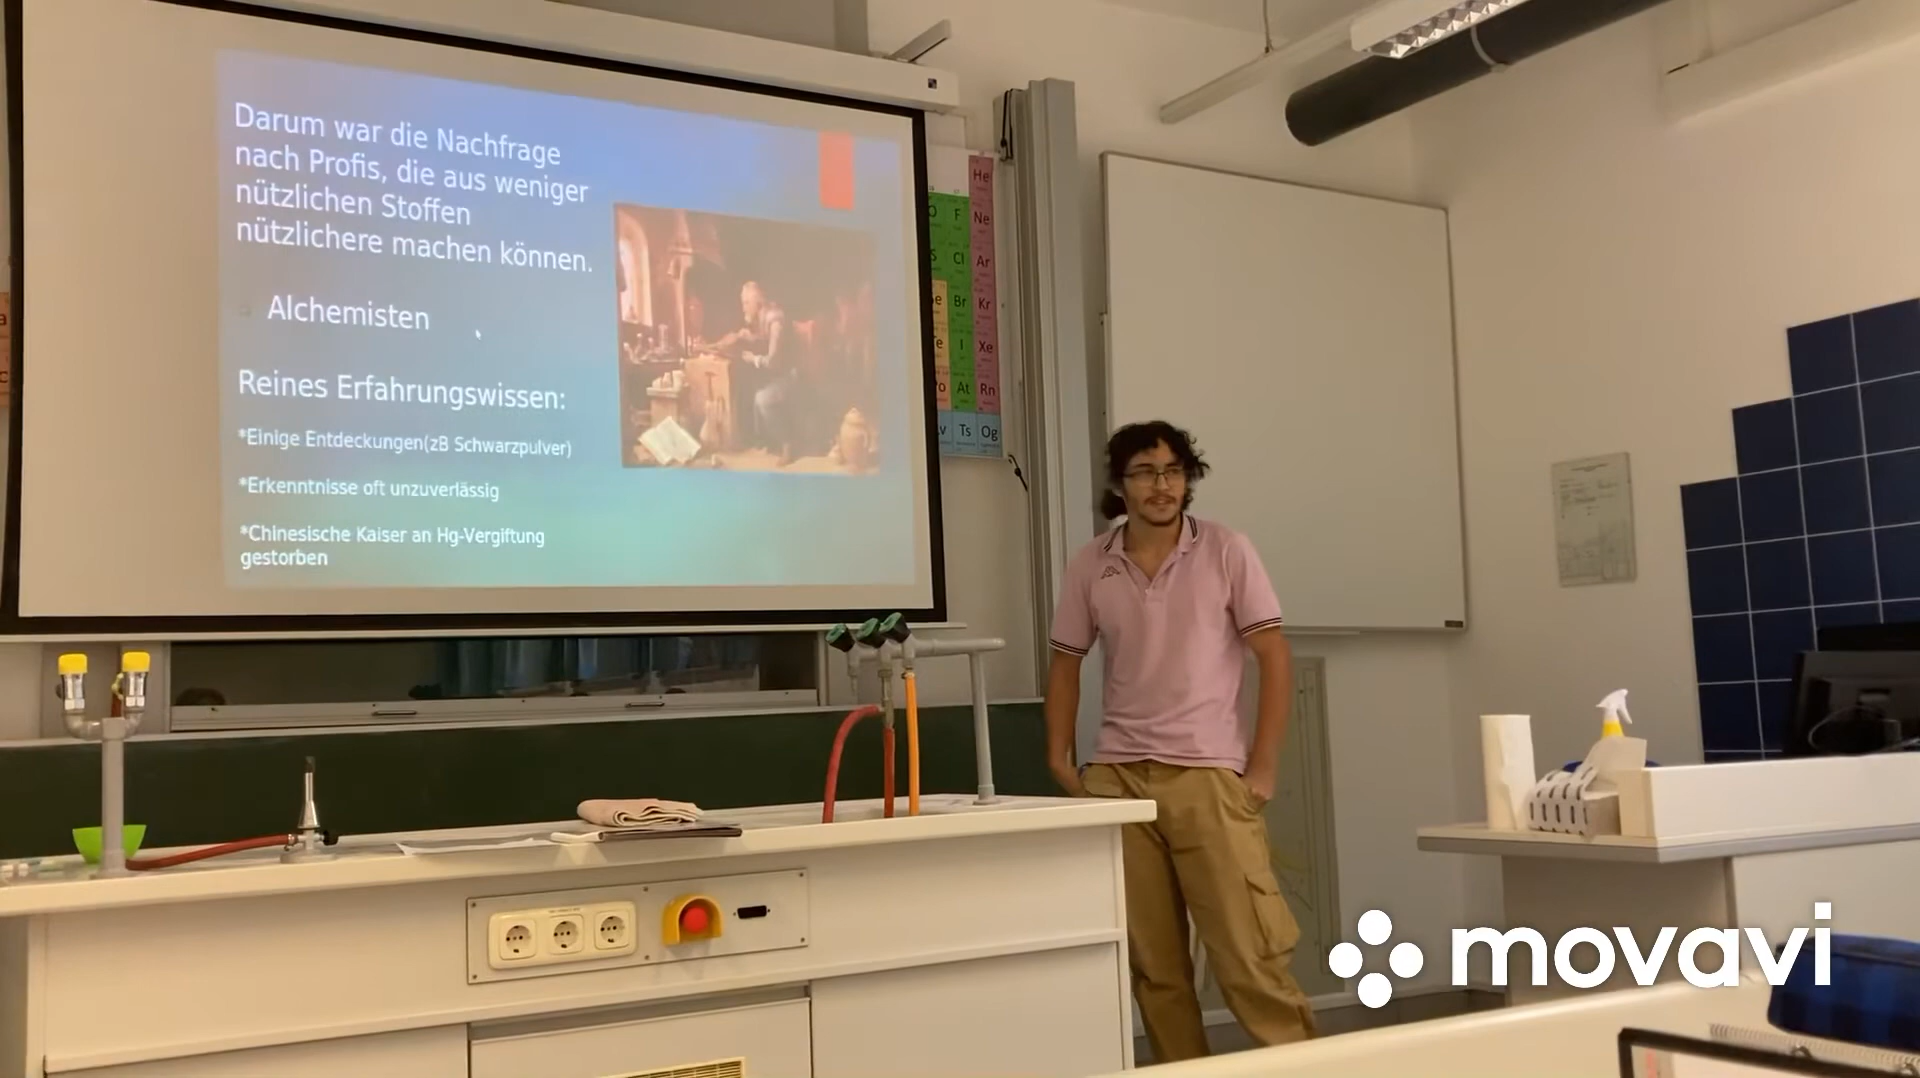 Darum war die Nachfrage
nach Profis, die aus weniger
nützlichen Stoffen
nützlichere machen können.
Alchemisten
Reines Erfahrungswissen:
*Einige Entdeckungen(zB Schwarzpulver)
*Erkenntnisse oft unzuverlässig
*Chinesische Kaiser an Hg-Vergiftung
gestorben
He
F Ne
Cl Ar
Br Kr
I Xe
At Rn
Ts Og
movavi